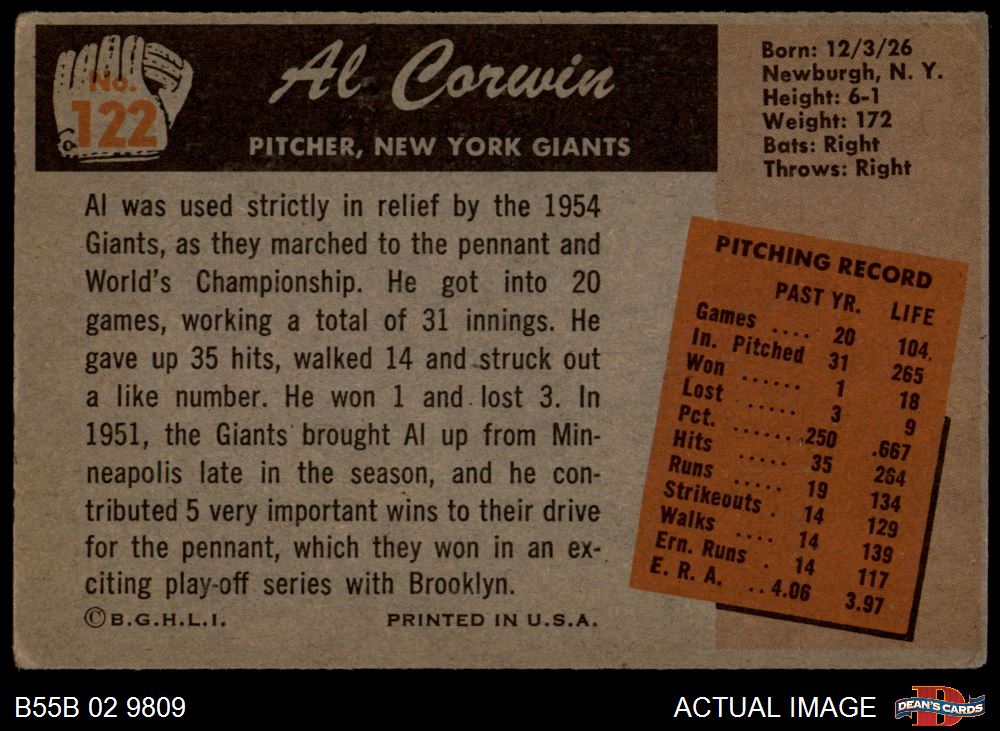 No.
122
Al Corwin
PITCHER, NEW YORK GIANTS
Born: 12/3/26
Newburgh, N. Y.
Height: 6-1
Weight: 172
Bats: Right
Throws: Right
Al was used strictly in relief by the 1954
Giants, as they marched to the pennant and
World's Championship. He got into 20
games, working a total of 31 innings. He
gave up 35 hits, walked 14 and struck out
a like number. He won 1 and lost 3. In
1951, the Giants brought Al up from Min-
neapolis late in the season, and he con-
tributed 5 very important wins to their drive
for the pennant, which they won in an ex-
citing play-off series with Brooklyn.
©B.G.H.L.I. PRINTED IN U.S.A.
PITCHING RECORD
PAST YR. LIFE
Games .... 20 104
In. Pitched 31 265
Won ...... 1 18
Lost ...... 3 9
Pct. ....... .250 .667
Hits ..... 35 264
Runs ..... 19 134
Strikeouts . 14 129
Walks .... 14 139
Ern. Runs . 14 117
E. R. A. .. 4.06 3.97
B55B 02 9809
ACTUAL IMAGE
DEAN'S CARDS